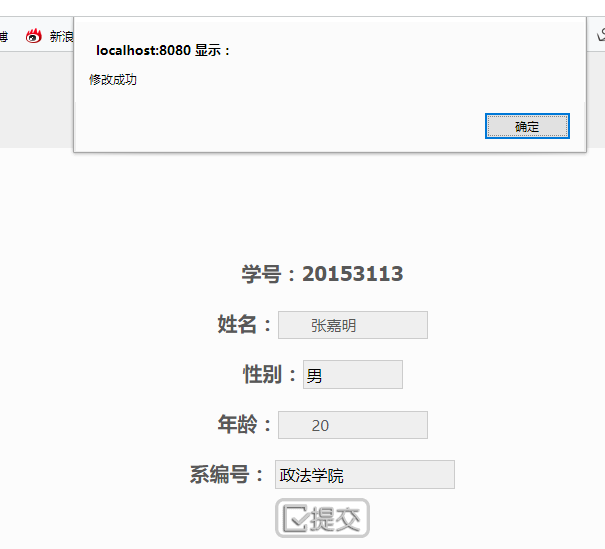 博
新浪
localhost:8080 显示：
修改成功
确定
学号：20153113
姓名： 张嘉明
性别： 男
年龄： 20
系编号： 政法学院
提交